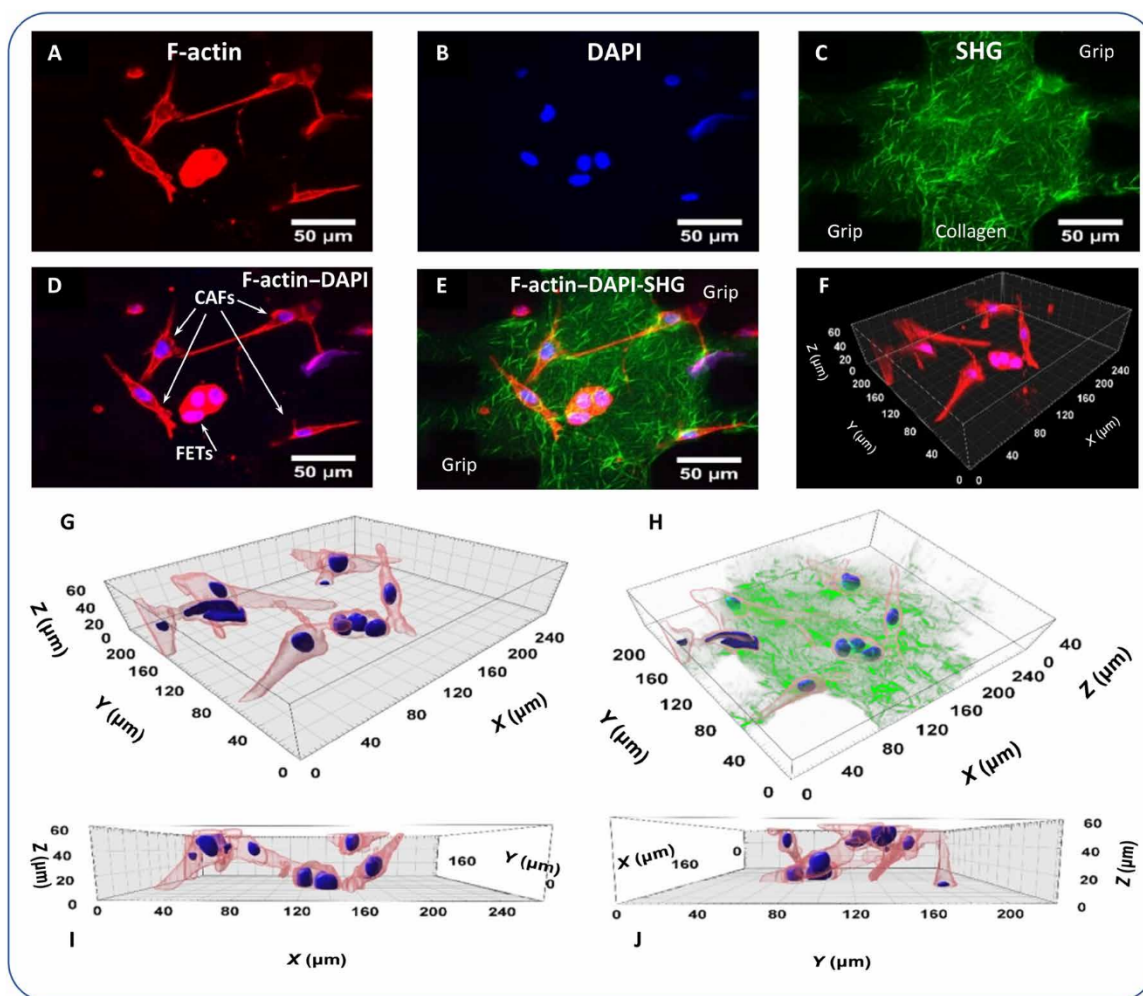 A F-actin
50 µm
B DAPI
50 µm
C SHG
Grip
Grip Collagen
50 µm
D F-actin–DAPI
CAFs
FETs
50 µm
E F-actin–DAPI-SHG
Grip
Grip
50 µm
F
60
40
20
0
Z (µm)
200
160
120
80
40
0
Y (µm)
0
40
80
120
160
200
240
X (µm)
G
60
40
20
0
Z (µm)
200
160
120
80
40
0
Y (µm)
0
40
80
120
160
200
240
X (µm)
H
200
160
120
80
40
0
Y (µm)
0
40
80
120
160
200
240
X (µm)
0
40
Z (µm)
60
40
20
0
Z (µm)
160
Y (µm)
0
0 40 80 120 160 200 240
I
X (µm)
X (µm)
160
0
60
40
20
0
Z (µm)
0 40 80 120 160 200
J
Y (µm)